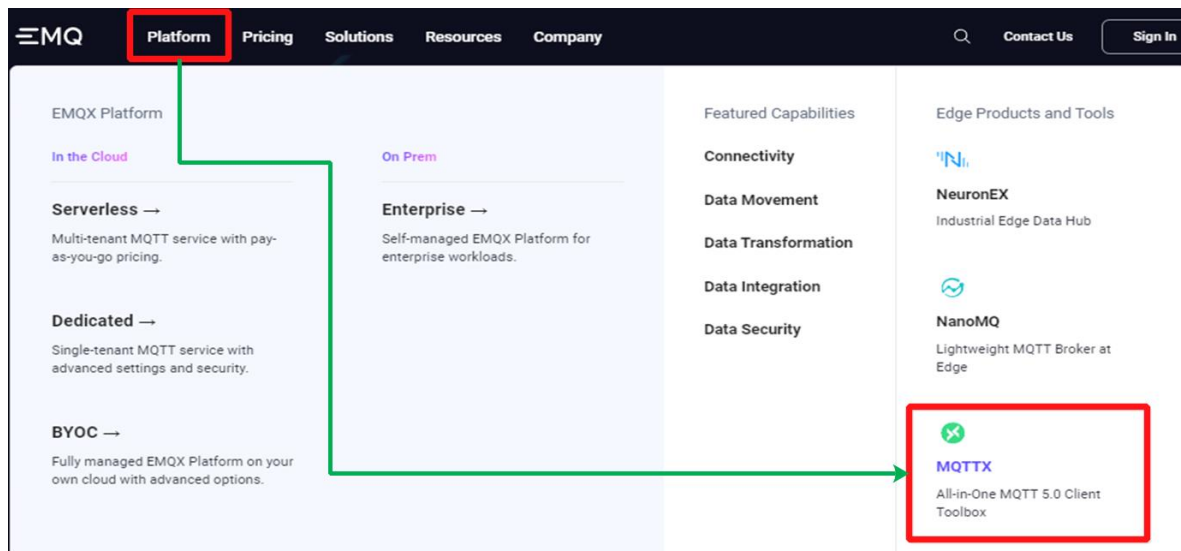 EMQ
Platform
Pricing
Solutions
Resources
Company
Contact Us
Sign In
EMQX Platform
In the Cloud
Serverless →
Multi-tenant MQTT service with pay-
as-you-go pricing.
Dedicated →
Single-tenant MQTT service with
advanced settings and security.
BYOC →
Fully managed EMQX Platform on your
own cloud with advanced options.
On Prem
Enterprise →
Self-managed EMQX Platform for
enterprise workloads.
Featured Capabilities
Connectivity
Data Movement
Data Transformation
Data Integration
Data Security
Edge Products and Tools
NeuronEX
Industrial Edge Data Hub
NanoMQ
Lightweight MQTT Broker at
Edge
MQTTX
All-in-One MQTT 5.0 Client
Toolbox